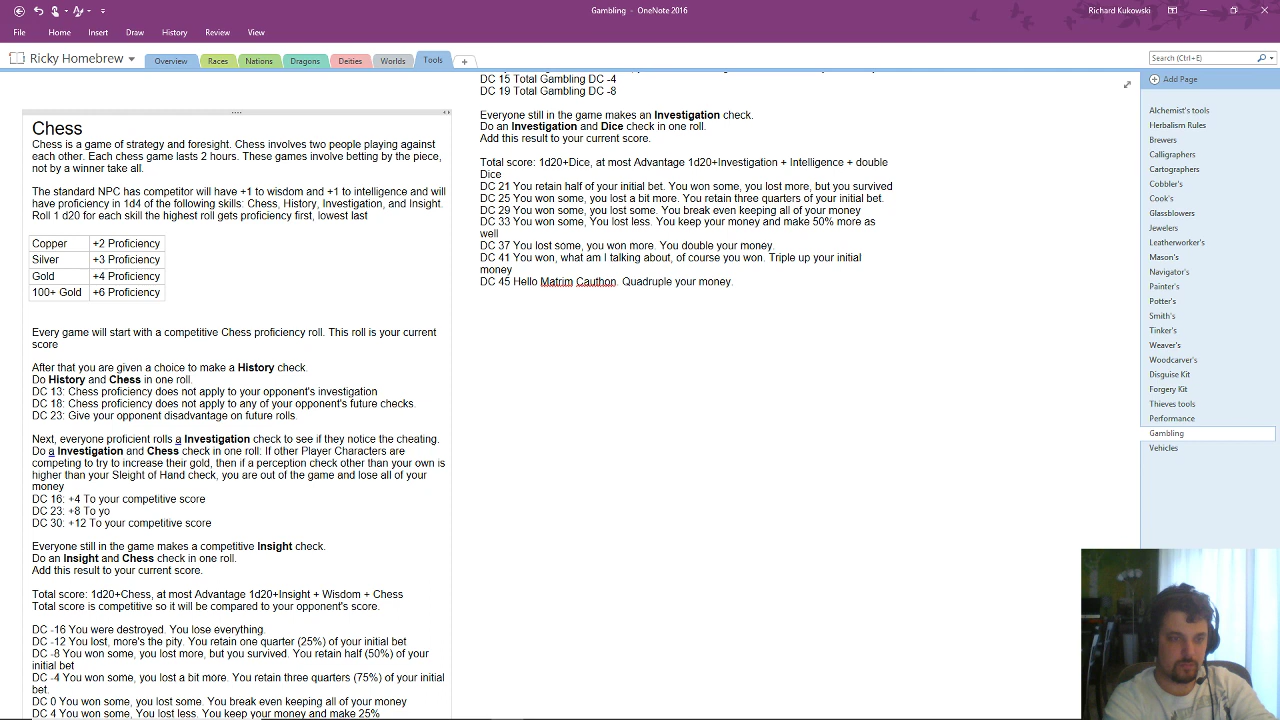 Gambling - OneNote 2016
Richard Kukowski
File Home Insert Draw History Review View
Ricky Homebrew
Overview Races Nations Dragons Deities Worlds Tools
Search (Ctrl+E)
Chess
Chess is a game of strategy and foresight. Chess involves two people playing against
each other. Each chess game lasts 2 hours. These games involve betting by the piece,
not by a winner take all.
The standard NPC has competitor will have +1 to wisdom and +1 to intelligence and will
have proficiency in 1d4 of the following skills: Chess, History, Investigation, and Insight.
Roll 1 d20 for each skill the highest roll gets proficiency first, lowest last
Copper +2 Proficiency
Silver +3 Proficiency
Gold +4 Proficiency
100+ Gold +6 Proficiency
Every game will start with a competitive Chess proficiency roll. This roll is your current
score
After that you are given a choice to make a History check.
Do History and Chess in one roll.
DC 13: Chess proficiency does not apply to your opponent's investigation
DC 18: Chess proficiency does not apply to any of your opponent's future checks.
DC 23: Give your opponent disadvantage on future rolls.
Next, everyone proficient rolls a Investigation check to see if they notice the cheating.
Do a Investigation and Chess check in one roll: If other Player Characters are
competing to try to increase their gold, then if a perception check other than your own is
higher than your Sleight of Hand check, you are out of the game and lose all of your
money
DC 16: +4 To your competitive score
DC 23: +8 To yo
DC 30: +12 To your competitive score
Everyone still in the game makes a competitive Insight check.
Do an Insight and Chess check in one roll.
Add this result to your current score.
Total score: 1d20+Chess, at most Advantage 1d20+Insight + Wisdom + Chess
Total score is competitive so it will be compared to your opponent's score.
DC -16 You were destroyed. You lose everything.
DC -12 You lost, more's the pity. You retain one quarter (25%) of your initial bet
DC -8 You won some, you lost more, but you survived. You retain half (50%) of your
initial bet
DC -4 You won some, you lost a bit more. You retain three quarters (75%) of your initial
bet.
DC 0 You won some, you lost some. You break even keeping all of your money
DC 4 You won some, You lost less. You keep your money and make 25%
DC 15 Total Gambling DC -4
DC 19 Total Gambling DC -8
Everyone still in the game makes an Investigation check.
Do an Investigation and Dice check in one roll.
Add this result to your current score.
Total score: 1d20+Dice, at most Advantage 1d20+Investigation + Intelligence + double
Dice
DC 21 You retain half of your initial bet. You won some, you lost more, but you survived
DC 25 You won some, you lost a bit more. You retain three quarters of your initial bet.
DC 29 You won some, you lost some. You break even keeping all of your money
DC 33 You won some, You lost less. You keep your money and make 50% more as
well
DC 37 You lost some, you won more. You double your money.
DC 41 You won, what am I talking about, of course you won. Triple up your initial
money
DC 45 Hello Matrim Cauthon. Quadruple your money.
Add Page
Alchemist's tools
Herbalism Rules
Brewers
Calligraphers
Cartographers
Cobbler's
Cook's
Glassblowers
Jewelers
Leatherworker's
Mason's
Navigator's
Painter's
Potter's
Smith's
Tinker's
Weaver's
Woodcarver's
Disguise Kit
Forgery Kit
Thieves tools
Performance
Gambling
Vehicles